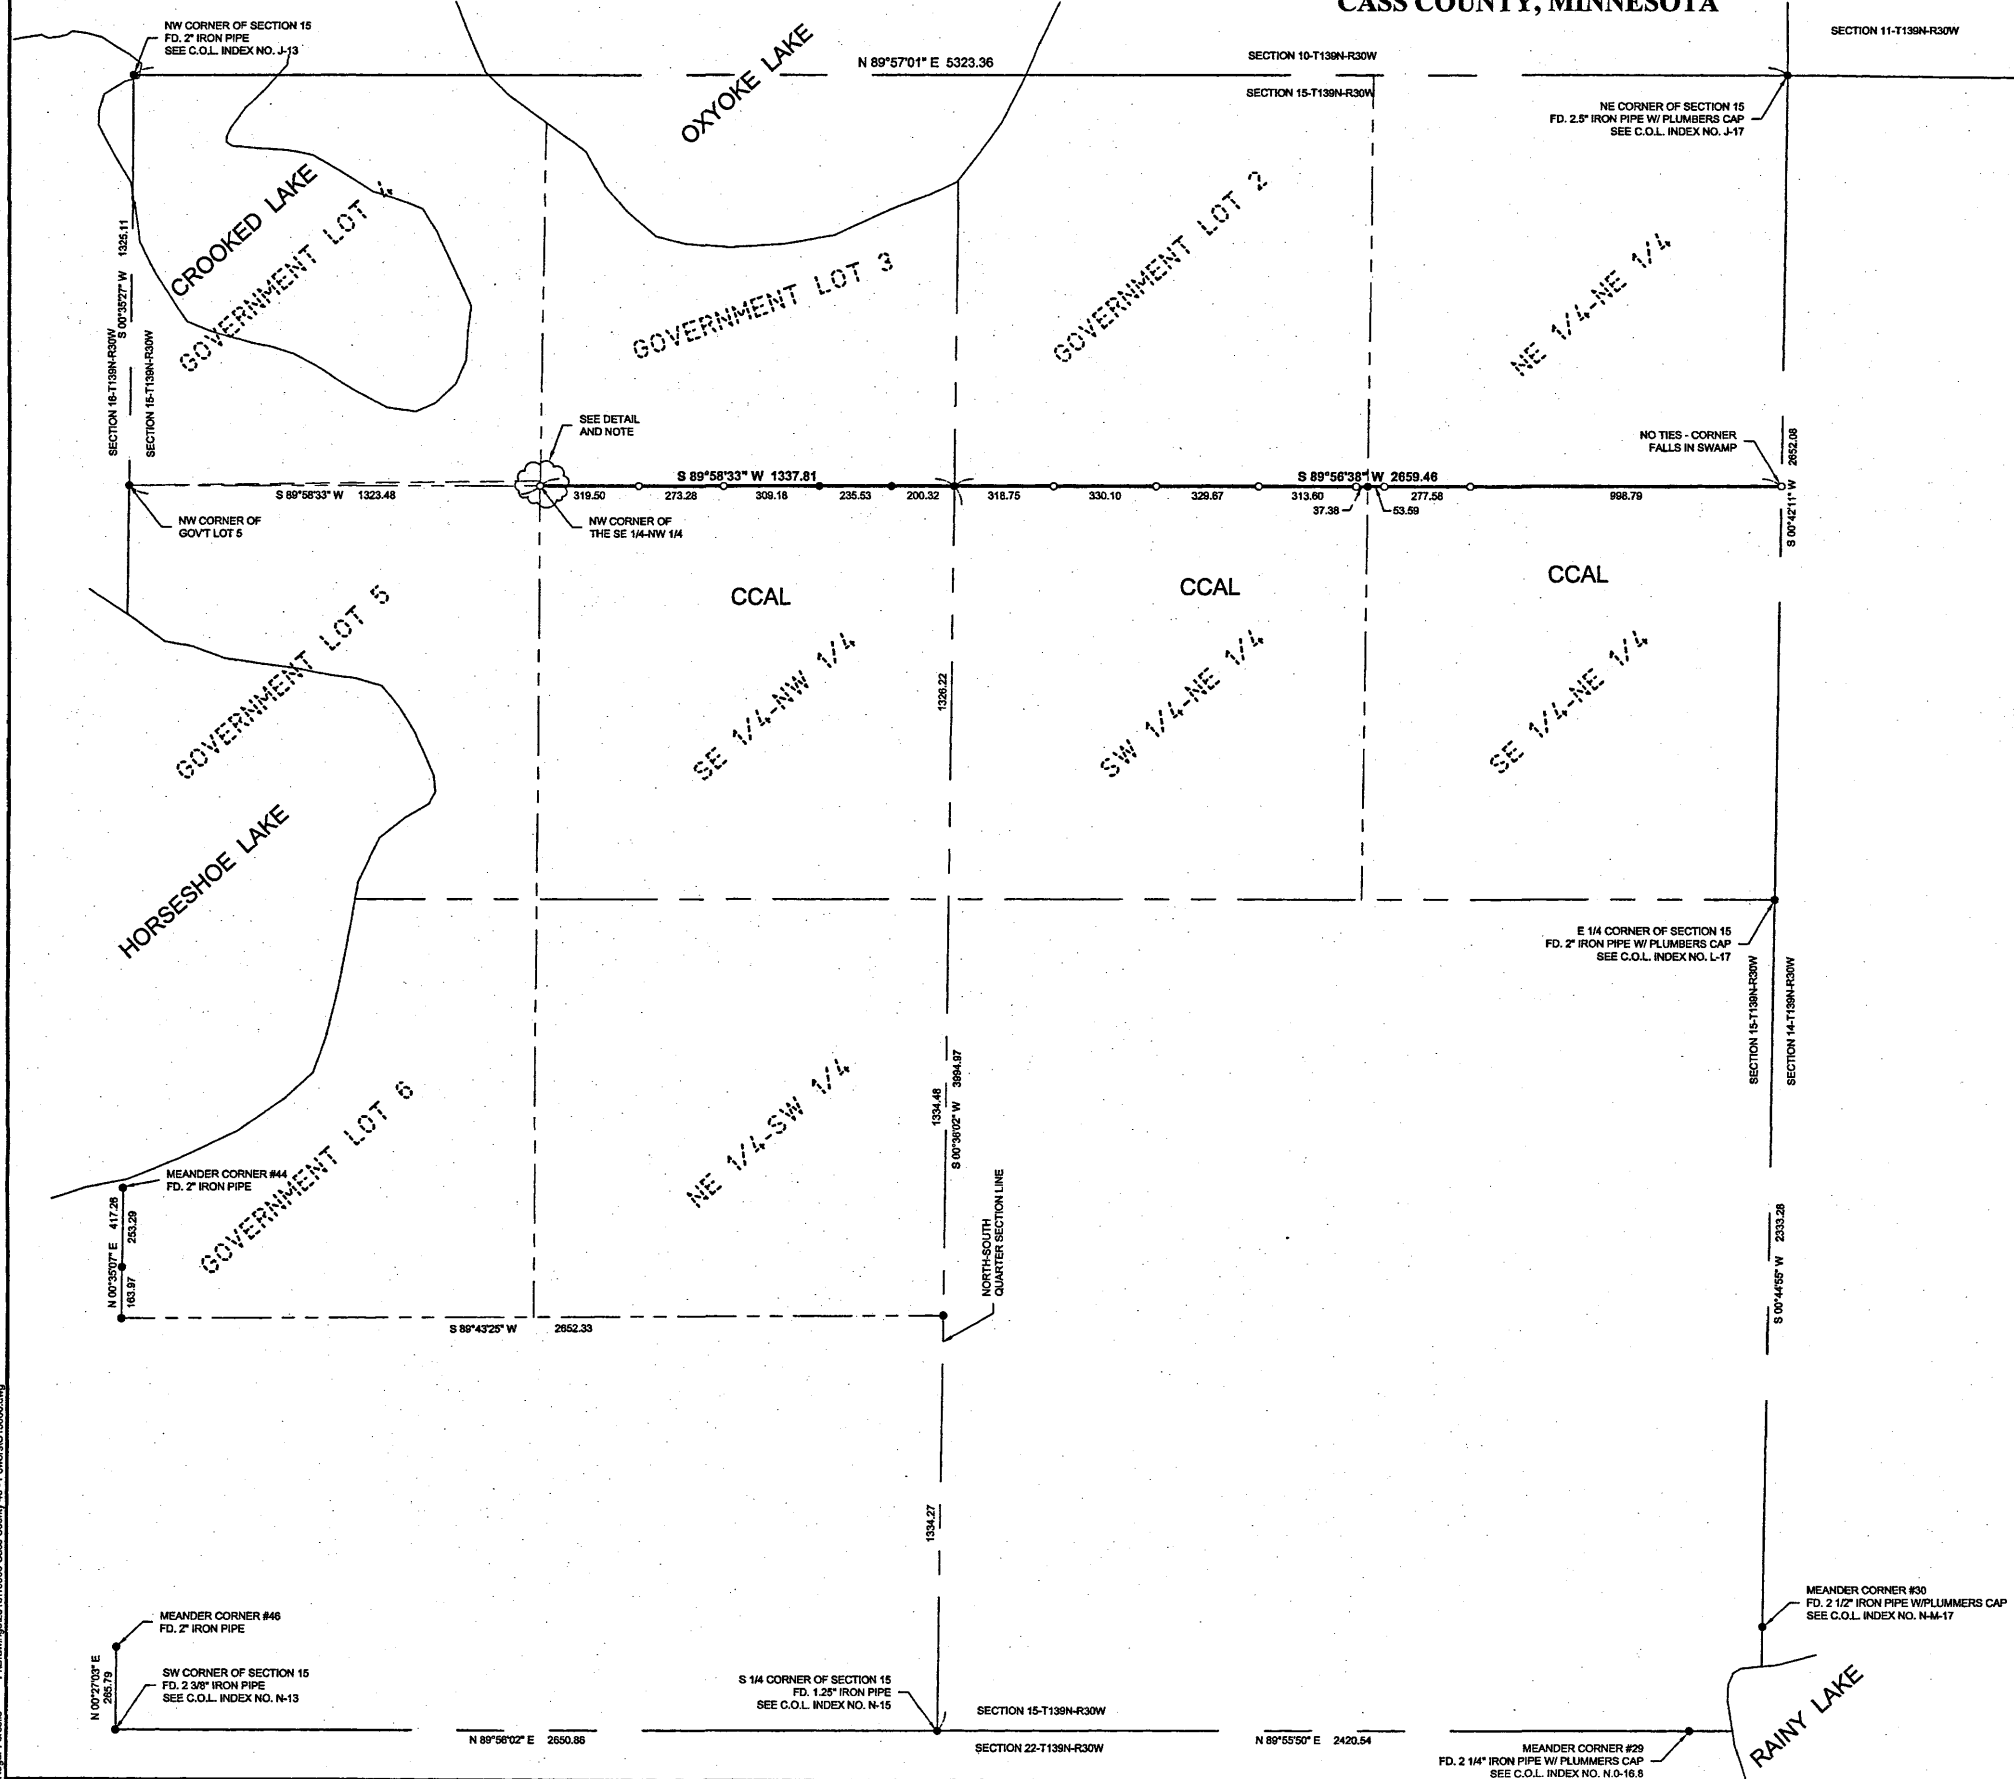 CASS COUNTY, MINNESOTA
NW CORNER OF SECTION 15
FD. 2" IRON PIPE
SEE C.O.L. INDEX NO. J-13
SECTION 11-T139N-R30W
N 89°57'01" E 5323.36
SECTION 10-T139N-R30W
SECTION 15-T139N-R30W
OXYOKE LAKE
NE CORNER OF SECTION 15
FD. 2.5" IRON PIPE W/ PLUMBERS CAP
SEE C.O.L. INDEX NO. J-17
CROOKED LAKE
GOVERNMENT LOT 4
GOVERNMENT LOT 3
GOVERNMENT LOT 2
NE 1/4-NE 1/4
S 00°35'27" W 1325.11
SECTION 16-T139N-R30W
SECTION 15-T139N-R30W
SEE DETAIL
AND NOTE
NO TIES - CORNER
FALLS IN SWAMP
2652.08
S 00°42'11" W
S 89°58'33" W 1323.48
S 89°58'33" W 1337.81
319.50
273.28
309.18
235.53
200.32
S 89°56'38" W 2659.46
318.75
330.10
329.67
313.60
37.38
53.59
277.58
998.79
NW CORNER OF
GOV'T LOT 5
NW CORNER OF
THE SE 1/4-NW 1/4
CCAL
CCAL
CCAL
GOVERNMENT LOT 5
SE 1/4-NW 1/4
1326.22
SW 1/4-NE 1/4
SE 1/4-NE 1/4
HORSESHOE LAKE
E 1/4 CORNER OF SECTION 15
FD. 2" IRON PIPE W/ PLUMBERS CAP
SEE C.O.L. INDEX NO. L-17
SECTION 15-T139N-R30W
SECTION 14-T139N-R30W
GOVERNMENT LOT 6
NE 1/4-SW 1/4
1334.48
S 00°36'02" W 3994.97
MEANDER CORNER #44
FD. 2" IRON PIPE
N 00°35'07" E 417.26
253.29
163.97
NORTH-SOUTH
QUARTER SECTION LINE
S 00°44'55" W 2333.28
S 89°43'25" W 2652.33
1334.27
MEANDER CORNER #46
FD. 2" IRON PIPE
N 00°27'03" E
265.79
SW CORNER OF SECTION 15
FD. 2 3/8" IRON PIPE
SEE C.O.L. INDEX NO. N-13
S 1/4 CORNER OF SECTION 15
FD. 1.25" IRON PIPE
SEE C.O.L. INDEX NO. N-15
MEANDER CORNER #30
FD. 2 1/2" IRON PIPE W/PLUMMERS CAP
SEE C.O.L. INDEX NO. N-M-17
SECTION 15-T139N-R30W
SECTION 22-T139N-R30W
N 89°56'02" E 2650.86
N 89°55'50" E 2420.54
MEANDER CORNER #29
FD. 2 1/4" IRON PIPE W/ PLUMMERS CAP
SEE C.O.L. INDEX NO. N.0-16.8
RAINY LAKE